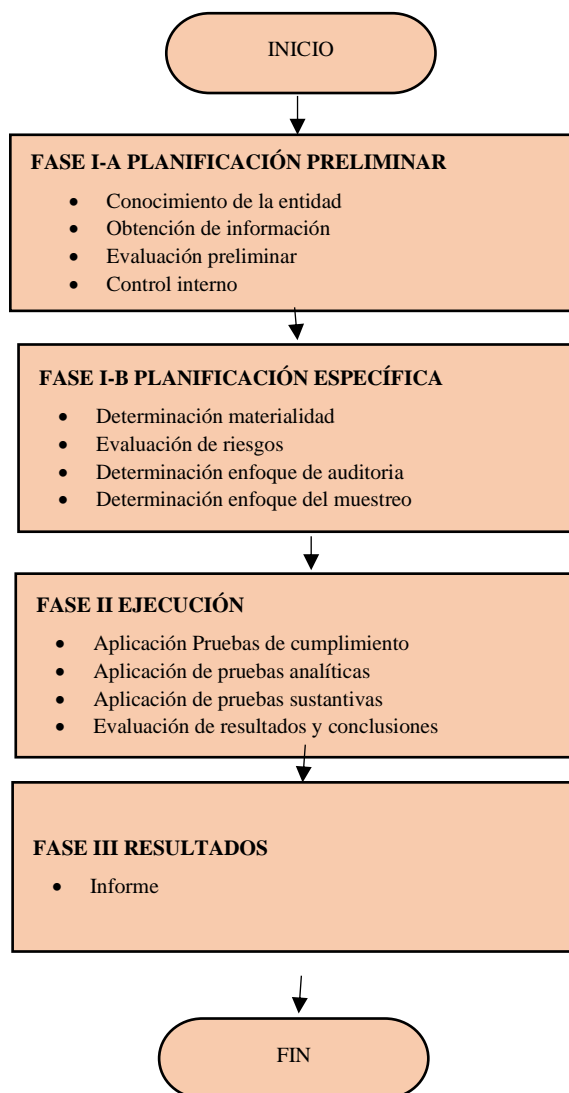 INICIO
FASE I-A PLANIFICACIÓN PRELIMINAR
• Conocimiento de la entidad
• Obtención de información
• Evaluación preliminar
• Control interno
FASE I-B PLANIFICACIÓN ESPECÍFICA
• Determinación materialidad
• Evaluación de riesgos
• Determinación enfoque de auditoria
• Determinación enfoque del muestreo
FASE II EJECUCIÓN
• Aplicación Pruebas de cumplimiento
• Aplicación de pruebas analíticas
• Aplicación de pruebas sustantivas
• Evaluación de resultados y conclusiones
FASE III RESULTADOS
• Informe
FIN